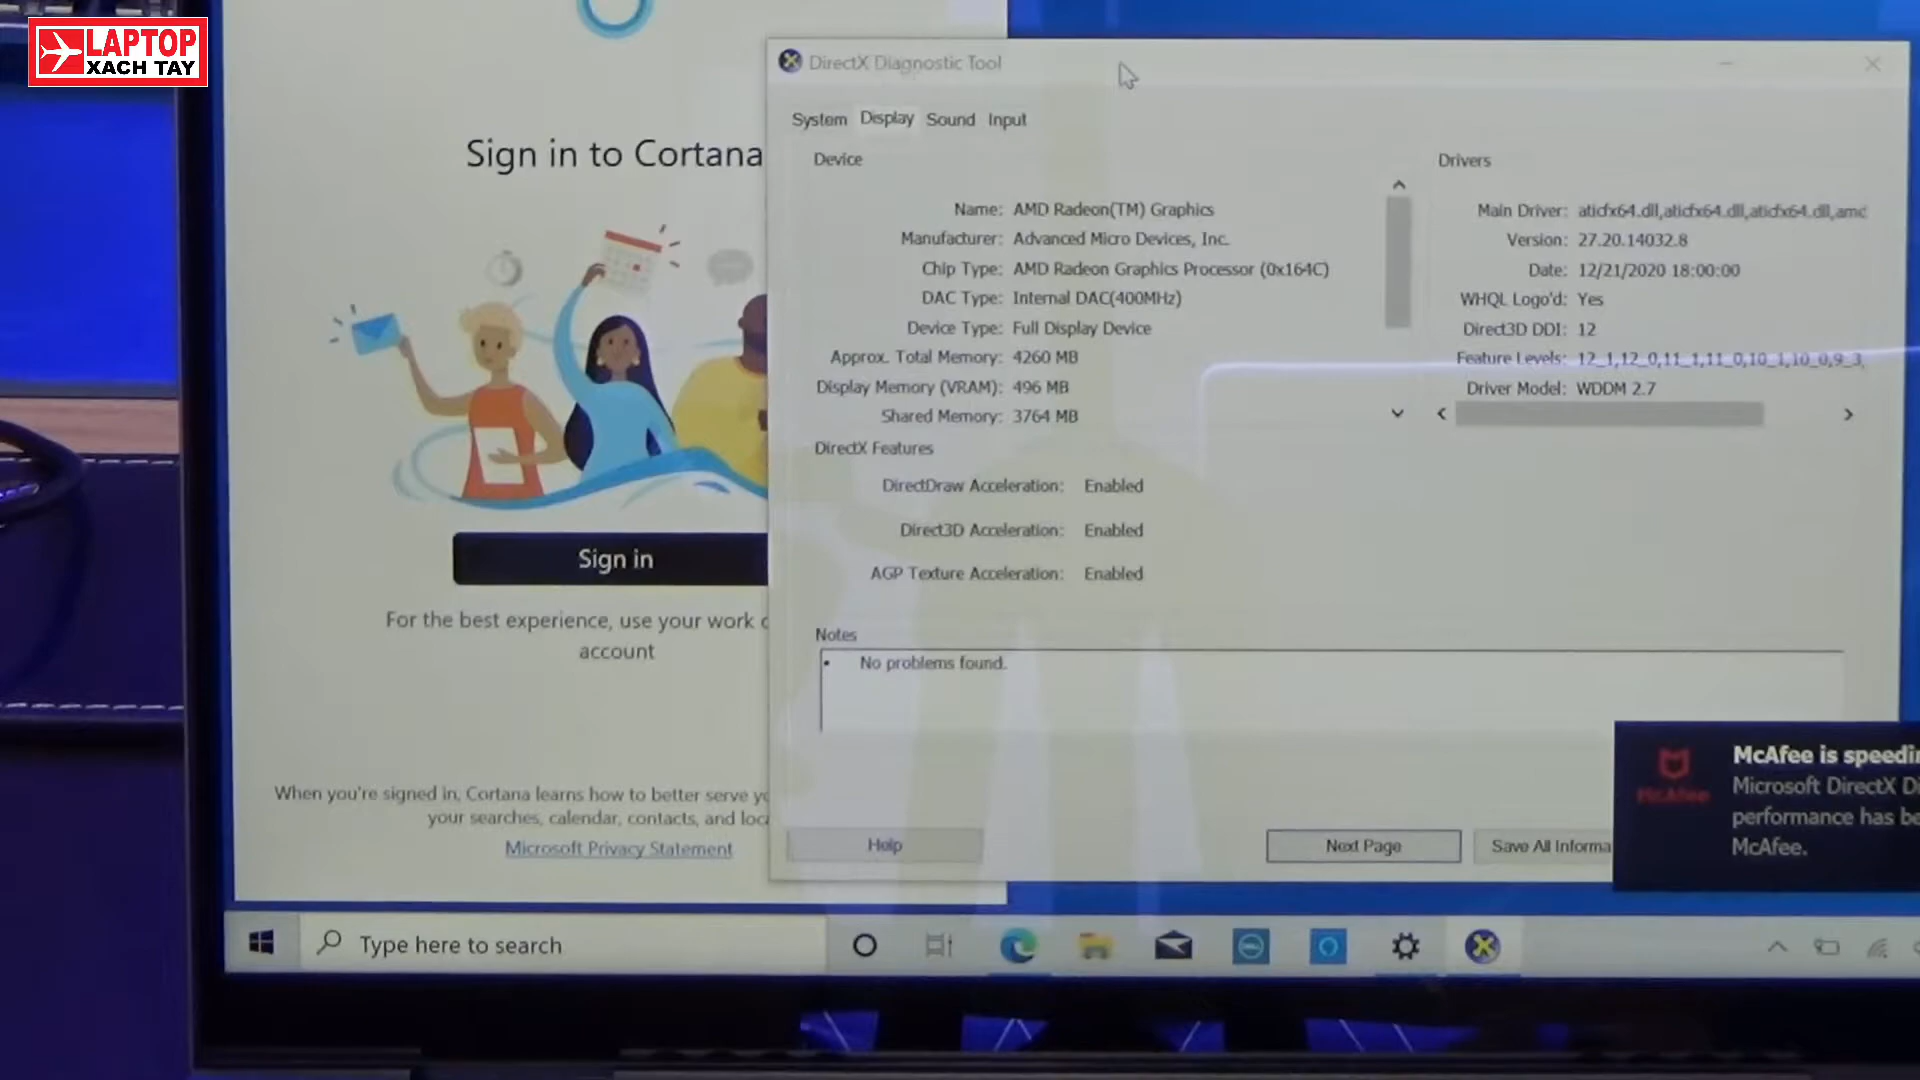 LAPTOP
XACH TAY
Sign in to Cortana
Sign in
For the best experience, use your work
account
When you're signed in, Cortana learns how to better serve
your searches, calendar, contacts, and
Microsoft Privacy Statement
DirectX Diagnostic Tool
System Display Sound Input
Device
Name: AMD Radeon(TM) Graphics
Manufacturer: Advanced Micro Devices, Inc.
Chip Type: AMD Radeon Graphics Processor (0x164C)
DAC Type: Internal DAC(400MHz)
Device Type: Full Display Device
Approx. Total Memory: 4260 MB
Display Memory (VRAM): 496 MB
Shared Memory: 3764 MB
Drivers
Main Driver: aticfx64.dll,aticfx64.dll,aticfx64.dll,amd
Version: 27.20.14032.8
Date: 12/21/2020 18:00:00
WHQL Logo'd: Yes
Direct3D DDI: 12
Feature Levels: 12_1,12_0,11_1,11_0,10_1,10_0,9_3,
Driver Model: WDDM 2.7
DirectX Features
DirectDraw Acceleration: Enabled
Direct3D Acceleration: Enabled
AGP Texture Acceleration: Enabled
Notes
• No problems found.
Help
Next Page
Save All Informa
McAfee
McAfee is speedin
Microsoft DirectX Di
performance has be
McAfee.
Type here to search